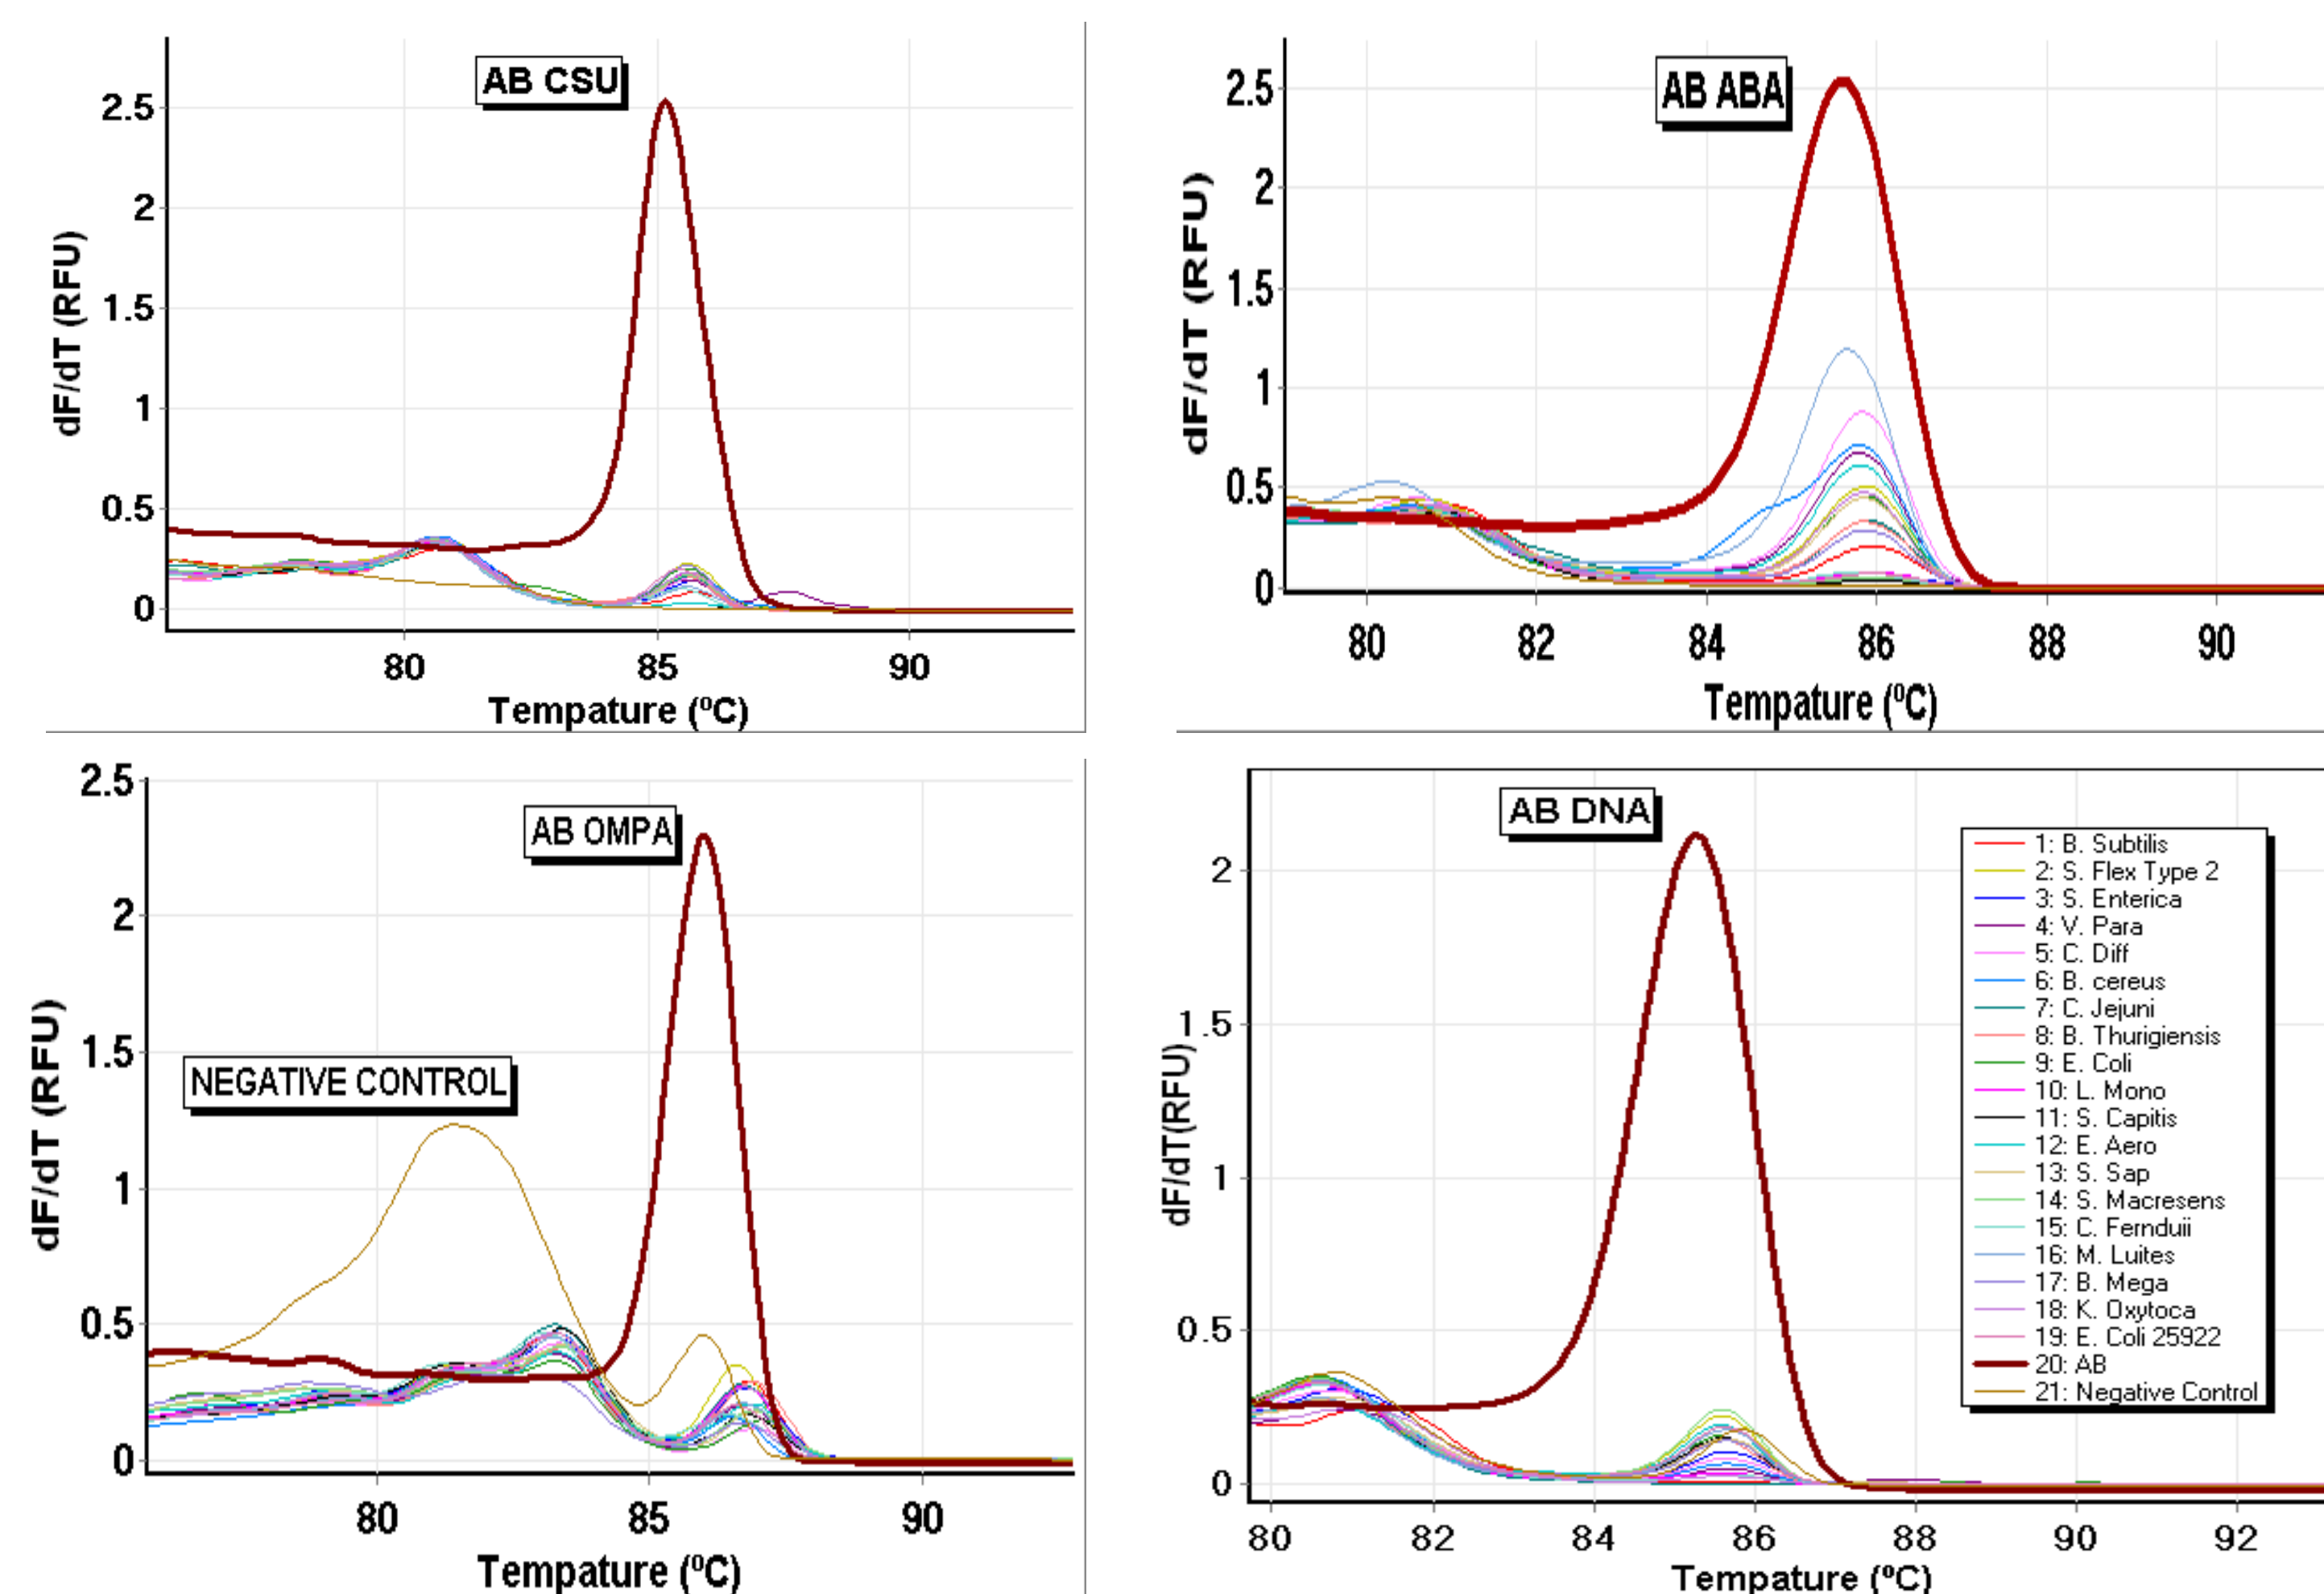 AB CSU
2.5
2
1.5
1
0.5
0
dF/dT (RFU)
80 85 90
Tempature (ºC)
AB ABA
2.5
2
1.5
1
0.5
0
dF/dT (RFU)
80 82 84 86 88 90
Tempature (ºC)
AB OMPA
NEGATIVE CONTROL
2.5
2
1.5
1
0.5
0
dF/dT (RFU)
80 85 90
Tempature (ºC)
AB DNA
2
1.5
1
0.5
0
dF/dT(RFU)
80 82 84 86 88 90 92
Tempature (ºC)
1: B. Subtilis
2: S. Flex Type 2
3: S. Enterica
4: V. Para
5: C. Diff
6: B. cereus
7: C. Jejuni
8: B. Thurigiensis
9: E. Coli
10: L. Mono
11: S. Capitis
12: E. Aero
13: S. Sap
14: S. Macresens
15: C. Fernduii
16: M. Luites
17: B. Mega
18: K. Oxytoca
19: E. Coli 25922
20: AB
21: Negative Control